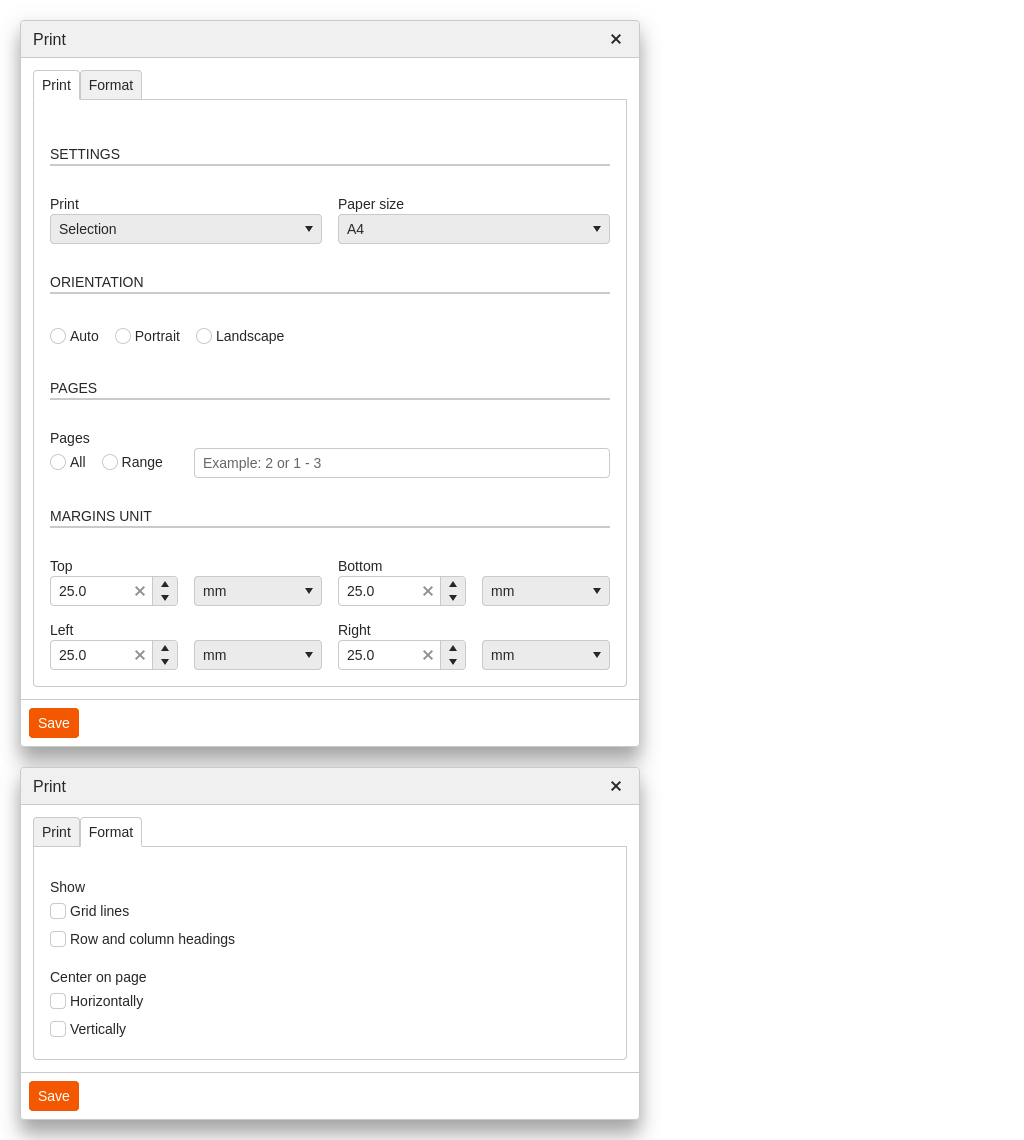 Print
Print Format
SETTINGS
Print Paper size
Selection A4
ORIENTATION
Auto Portrait Landscape
PAGES
Pages
All Range Example: 2 or 1 - 3
MARGINS UNIT
Top Bottom
25.0 mm 25.0 mm
Left Right
25.0 mm 25.0 mm
Save
Print
Print Format
Show
Grid lines
Row and column headings
Center on page
Horizontally
Vertically
Save